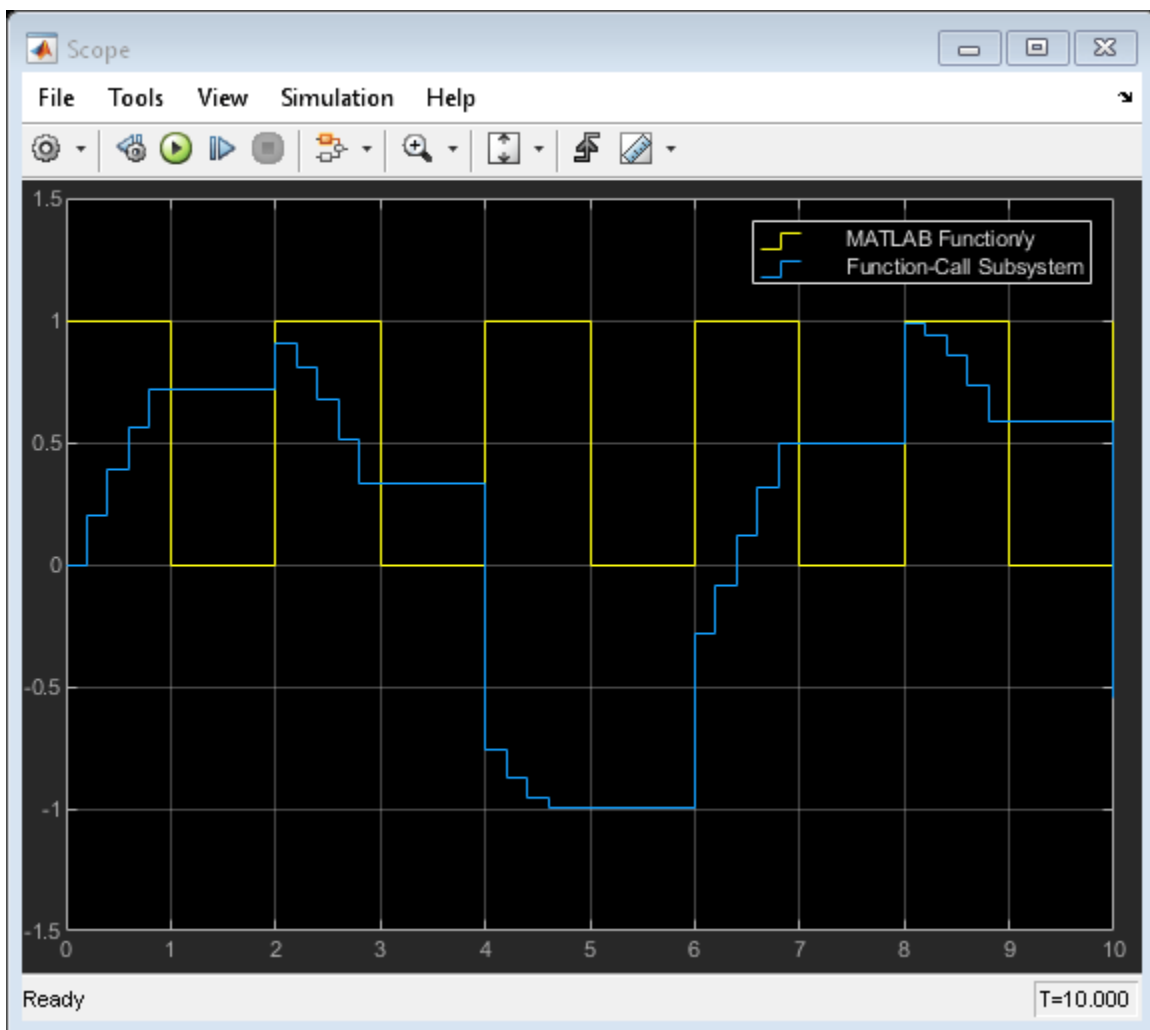 Scope
File Tools View Simulation Help
1.5
MATLAB Function/y
Function-Call Subsystem
1
0.5
0
-0.5
-1
-1.5
0 1 2 3 4 5 6 7 8 9 10
Ready T=10.000